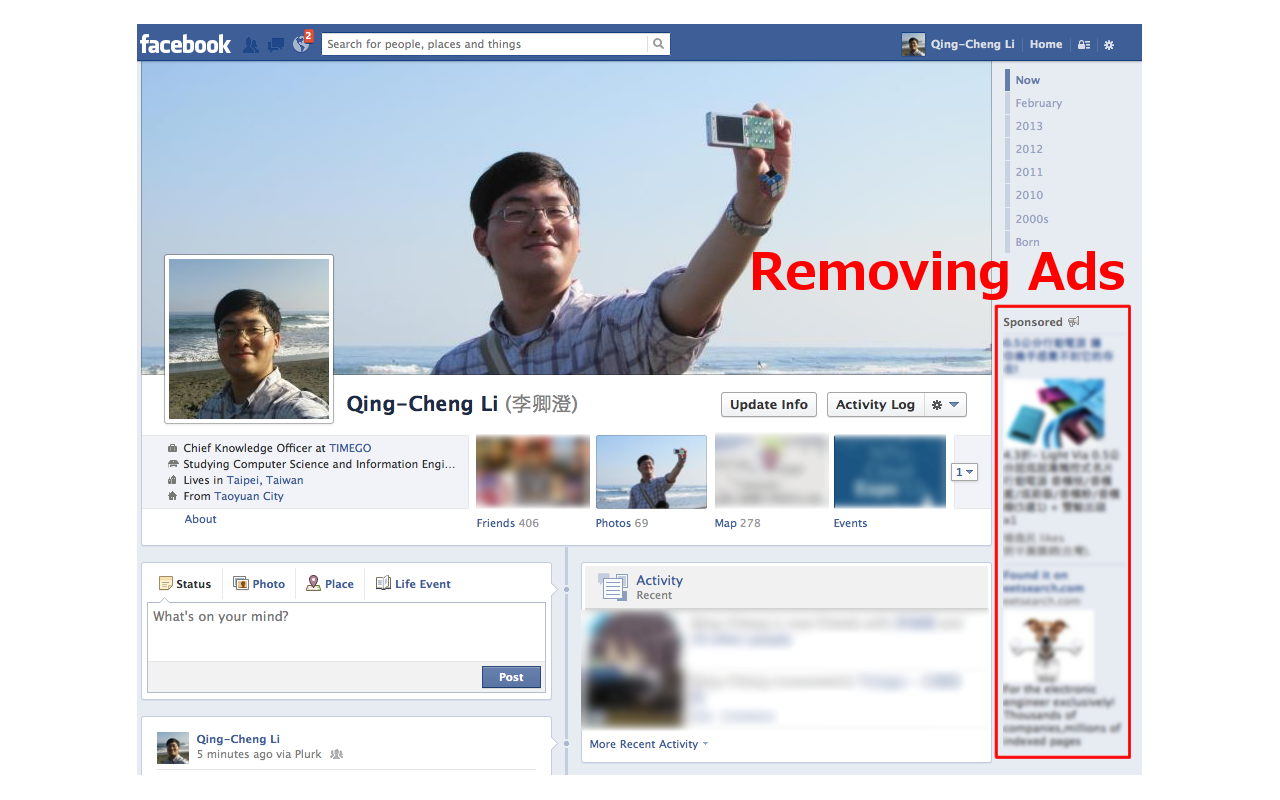 facebook
2
Search for people, places and things
Qing-Cheng Li
Home
Now
February
2013
2012
2011
2010
2000s
Born
Removing Ads
Sponsored
Qing-Cheng Li (李卿澄)
Update Info
Activity Log
Chief Knowledge Officer at TIMEGO
Studying Computer Science and Information Engi...
Lives in Taipei, Taiwan
From Taoyuan City
About
Friends 406
Photos 69
Map 278
Events
1
Status
Photo
Place
Life Event
What's on your mind?
Post
Activity
Recent
More Recent Activity
Qing-Cheng Li
5 minutes ago via Plurk
Found it on
netsearch.com
netsearch.com
For the electronic
engineer exclusively!
Thousands of
companies,millions of
indexed pages